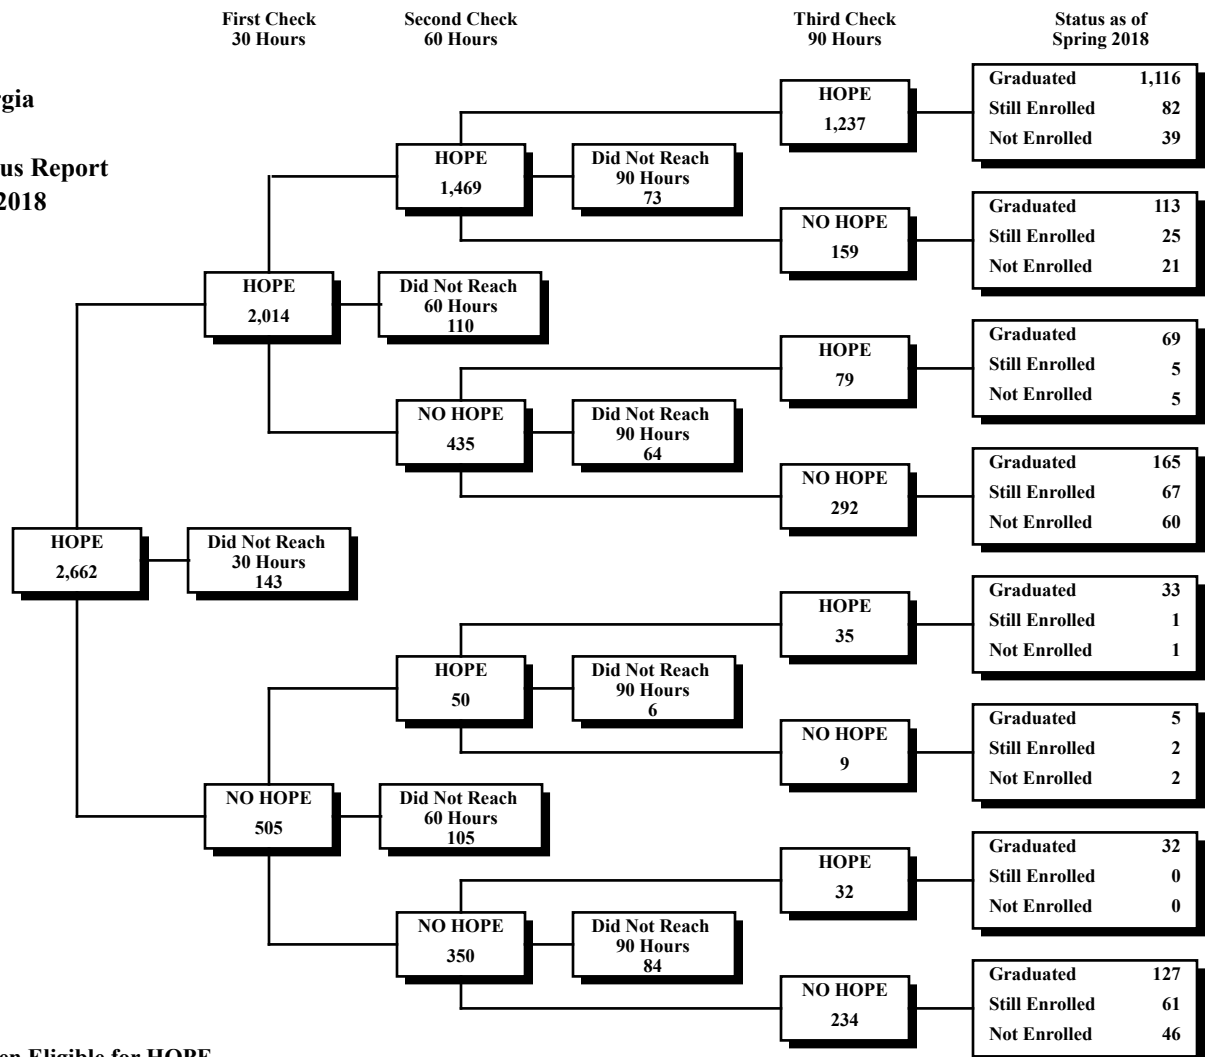 First Check
30 Hours
Second Check
60 Hours
Third Check
90 Hours
Status as of
Spring 2018
us Report
2018
HOPE
2,662
Did Not Reach
30 Hours
143
HOPE
2,014
Did Not Reach
60 Hours
110
NO HOPE
505
Did Not Reach
60 Hours
105
HOPE
1,469
Did Not Reach
90 Hours
73
NO HOPE
435
Did Not Reach
90 Hours
64
HOPE
50
Did Not Reach
90 Hours
6
NO HOPE
350
Did Not Reach
90 Hours
84
HOPE
1,237
Graduated 1,116
Still Enrolled 82
Not Enrolled 39
NO HOPE
159
Graduated 113
Still Enrolled 25
Not Enrolled 21
HOPE
79
Graduated 69
Still Enrolled 5
Not Enrolled 5
NO HOPE
292
Graduated 165
Still Enrolled 67
Not Enrolled 60
HOPE
35
Graduated 33
Still Enrolled 1
Not Enrolled 1
NO HOPE
9
Graduated 5
Still Enrolled 2
Not Enrolled 2
HOPE
32
Graduated 32
Still Enrolled 0
Not Enrolled 0
NO HOPE
234
Graduated 127
Still Enrolled 61
Not Enrolled 46
Eligible for HOPE